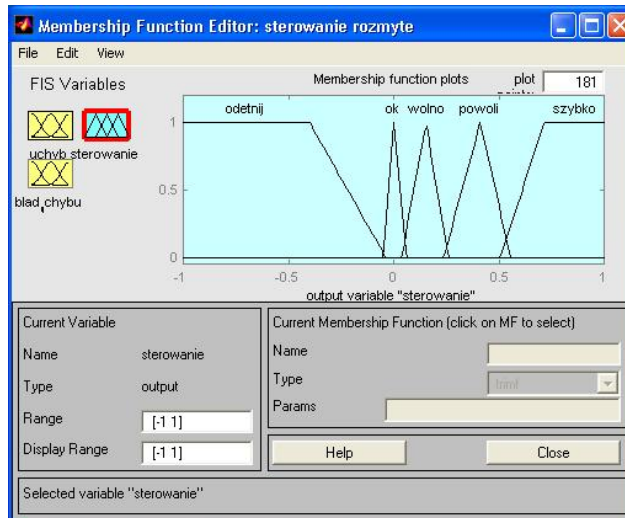 Membership Function Editor: sterowanie rozmyte
File Edit View
FIS Variables
uchyb sterowanie
Membership function plots
plot
181
odetnij ok wolno powoli szybko
1
0.5
0
-1 -0.5 0 0.5 1
output variable "sterowanie"
Current Variable
Name sterowanie
Type output
Range [-1 1]
Display Range [-1 1]
Current Membership Function (click on MF to select)
Name
Type trimf
Params
Help Close
Selected variable "sterowanie"